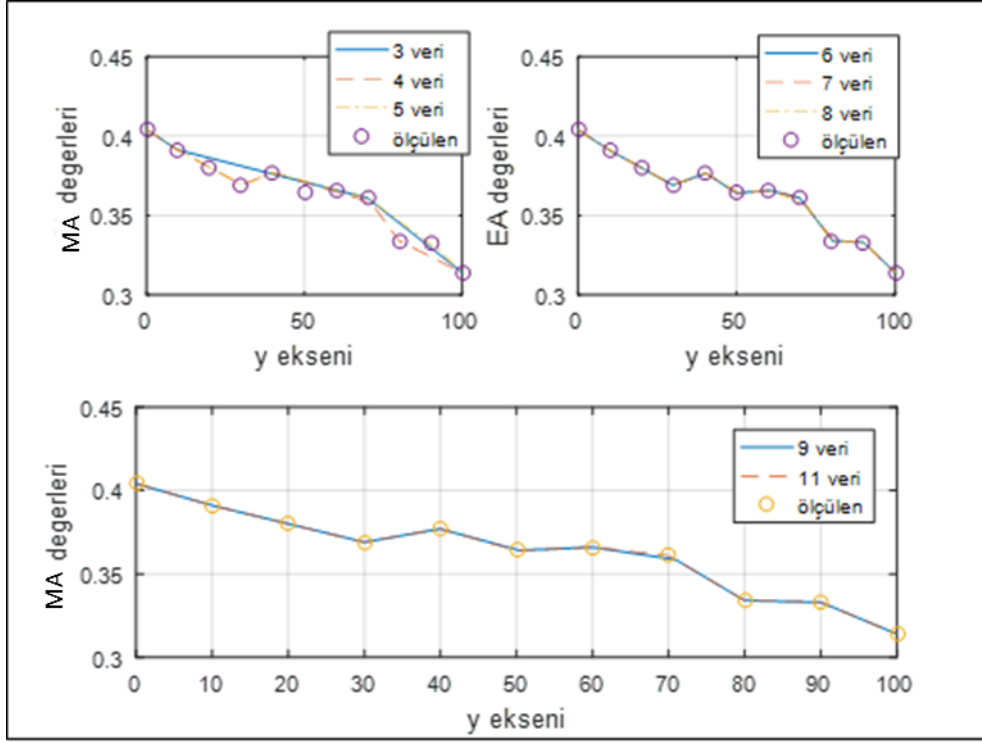 0.45
0.4
0.35
0.3
MA degerleri
0
50
100
y ekseni
3 veri
4 veri
5 veri
ölçülen
0.45
0.4
0.35
0.3
EA degerleri
0
50
100
y ekseni
6 veri
7 veri
8 veri
ölçülen
0.45
0.4
0.35
0.3
MA degerleri
0 10 20 30 40 50 60 70 80 90 100
y ekseni
9 veri
11 veri
ölçülen